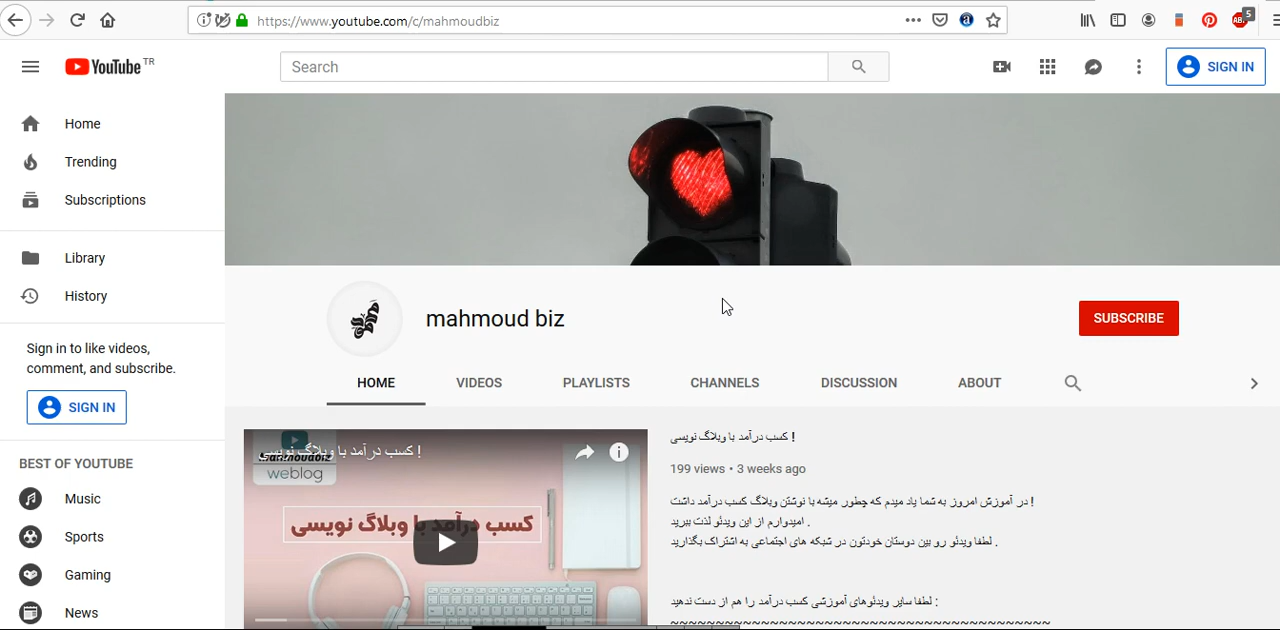 https://www.youtube.com/c/mahmoudbiz
ABP 5
YouTube TR
Search
SIGN IN
Home
Trending
Subscriptions
Library
History
Sign in to like videos,
comment, and subscribe.
SIGN IN
BEST OF YOUTUBE
Music
Sports
Gaming
News
mahmoud biz
SUBSCRIBE
HOME VIDEOS PLAYLISTS CHANNELS DISCUSSION ABOUT
کسب درآمد با وبلاگ نویسی !
weblog
کسب درآمد با وبلاگ نویسی
کسب درآمد با وبلاگ نویسی !
199 views • 3 weeks ago
در آموزش امروز به شما یاد میدم که چطور میشه با نوشتن وبلاگ کسب درآمد داشت !
امیدوارم از این ویدئو لذت ببرید .
لطفا ویدئو رو بین دوستان خودتون در شبکه های اجتماعی به اشتراک بگذارید .
لطفا سایر ویدئوهای آموزشی کسب درآمد را هم از دست ندهید :
~~~~~~~~~~~~~~~~~~~~~~~~~~~~~~~~~~~~~